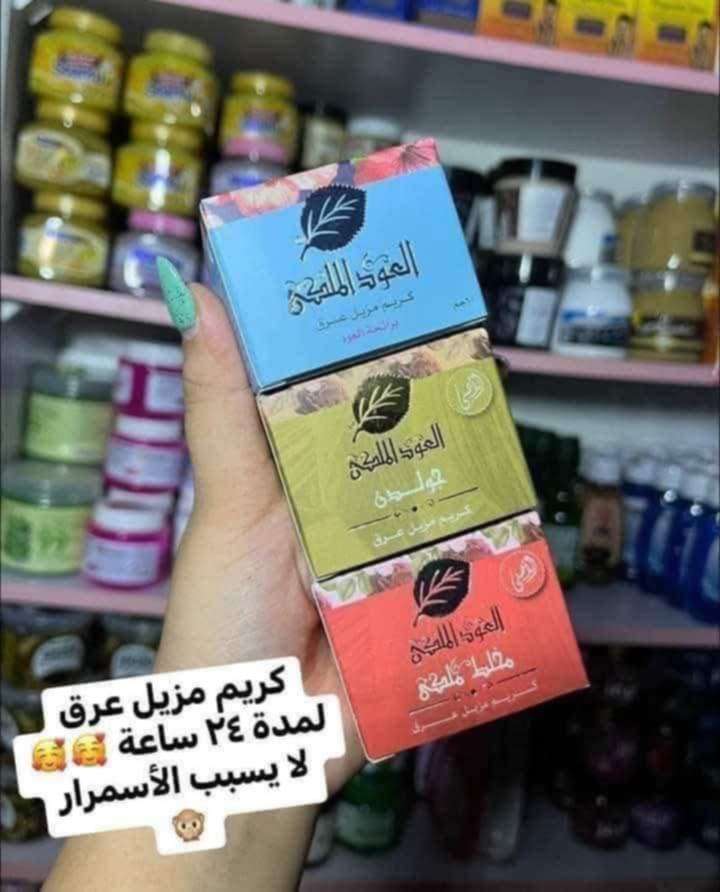 العود الملكي
كريم مزيل عرق
برائحة العود
العود الملكي
جولدن
كريم مزيل عرق
العود الملكي
مخلط ملكي
كريم مزيل عرق
كريم مزيل عرق
لمدة ٢٤ ساعة 🥰🥰
لا يسبب الأسمرار
🙊